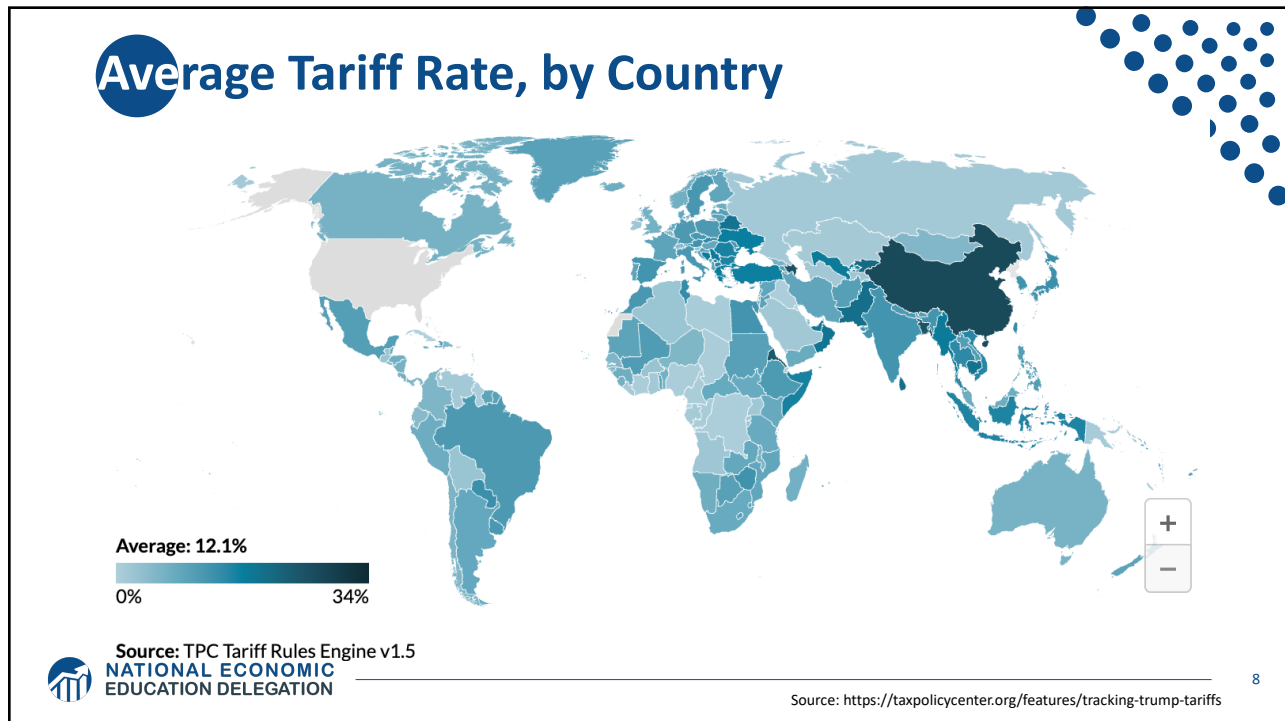 Average Tariff Rate, by Country
Average: 12.1%
0% 34%
+
−
Source: TPC Tariff Rules Engine v1.5
NATIONAL ECONOMIC
EDUCATION DELEGATION
8
Source: https://taxpolicycenter.org/features/tracking-trump-tariffs